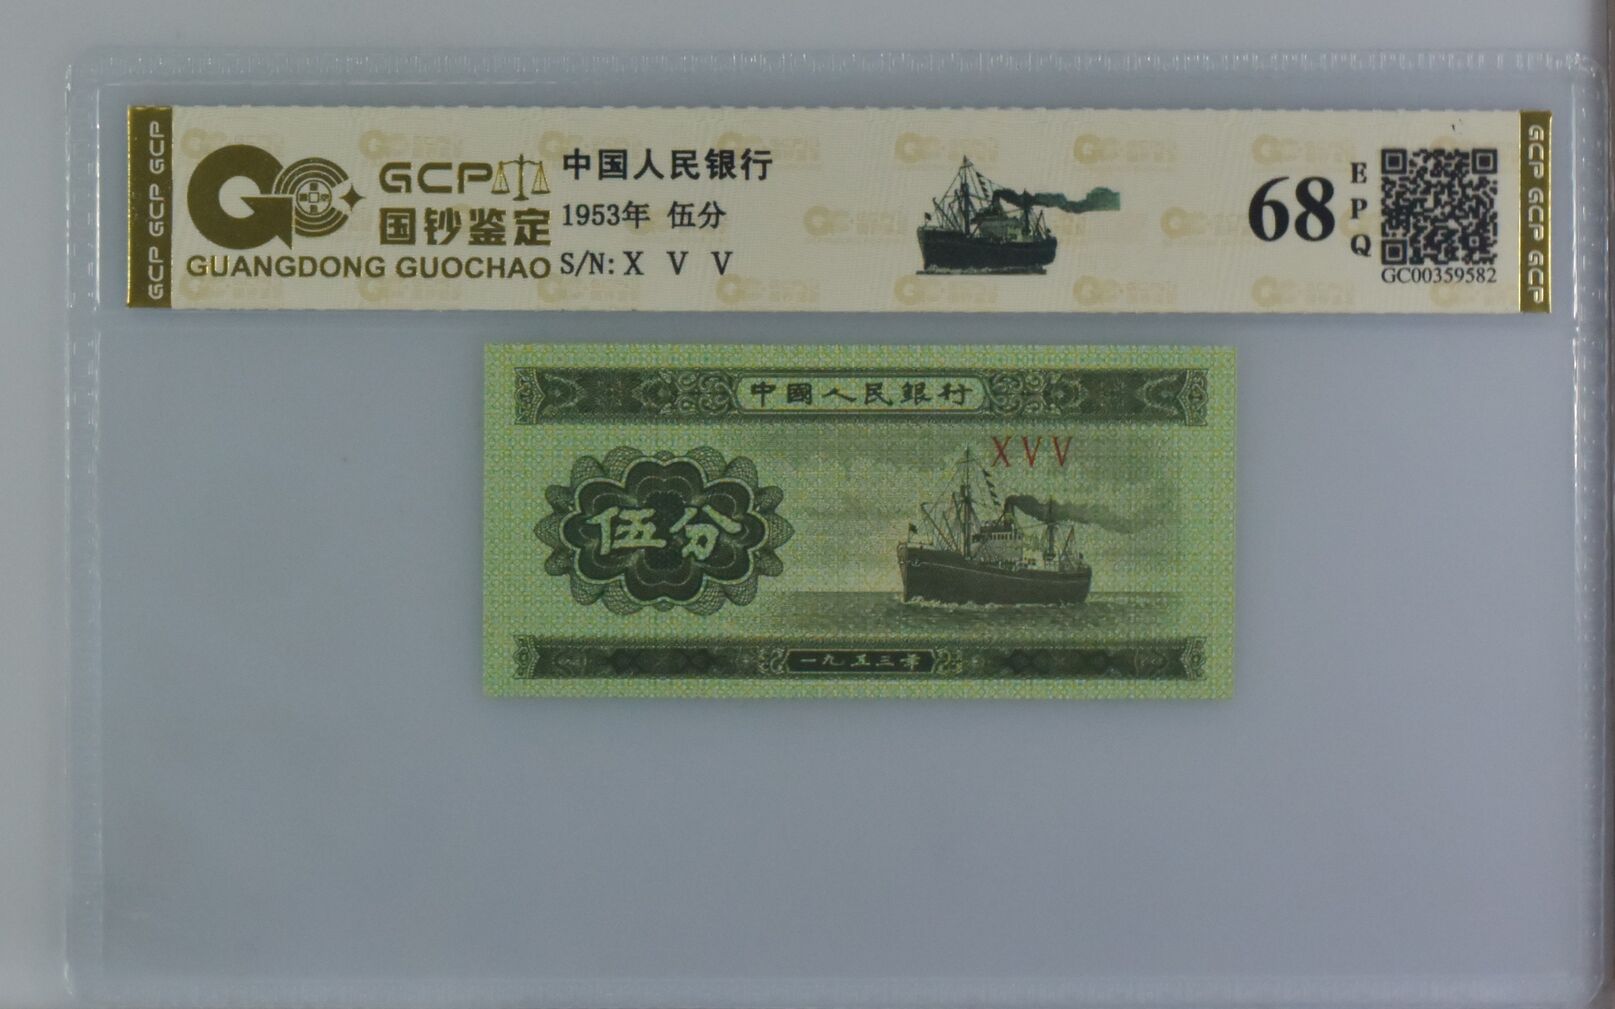 GCP GCP GCP
GCP
国钞鉴定
GUANGDONG GUOCHAO
中国人民银行
1953年 伍分
S/N: X V V
68
E
P
Q
GC00359582
GCP GCP GCP
中國人民銀行
XVV
伍分
一九五三年